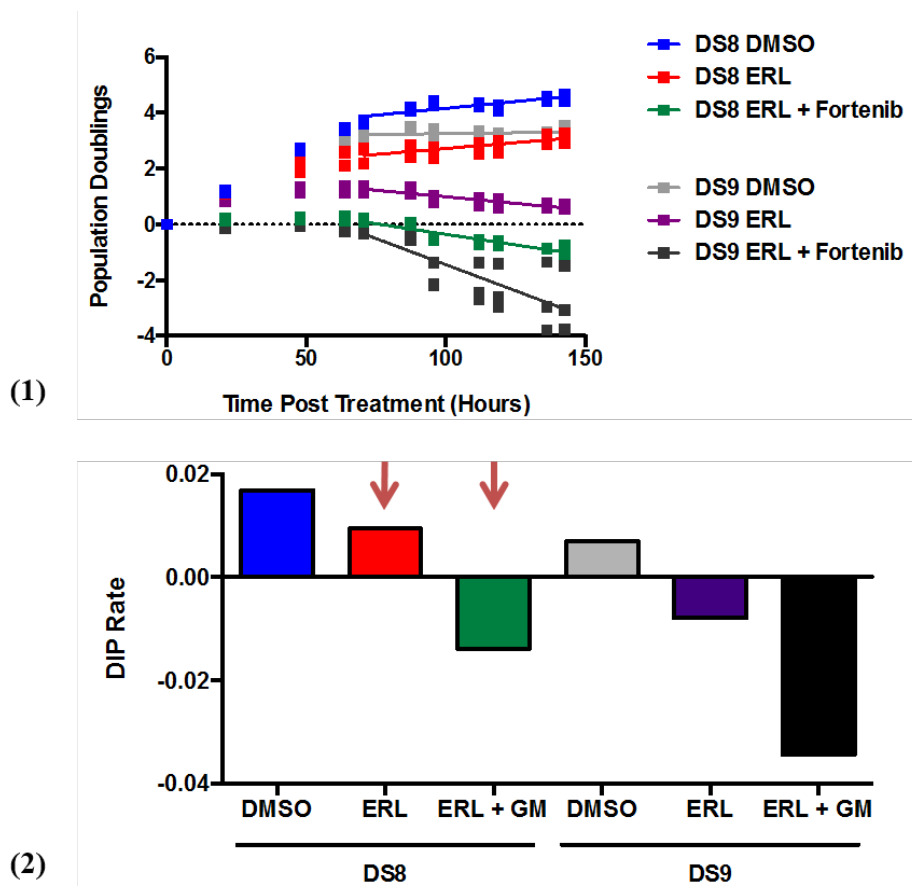 DS8 DMSO
DS8 ERL
DS8 ERL + Fortenib
DS9 DMSO
DS9 ERL
DS9 ERL + Fortenib
Population Doublings
6
4
2
0
-2
-4
0 50 100 150
Time Post Treatment (Hours)
(1)
DIP Rate
0.02
0.00
-0.02
-0.04
DMSO ERL ERL + GM DMSO ERL ERL + GM
DS8 DS9
(2)